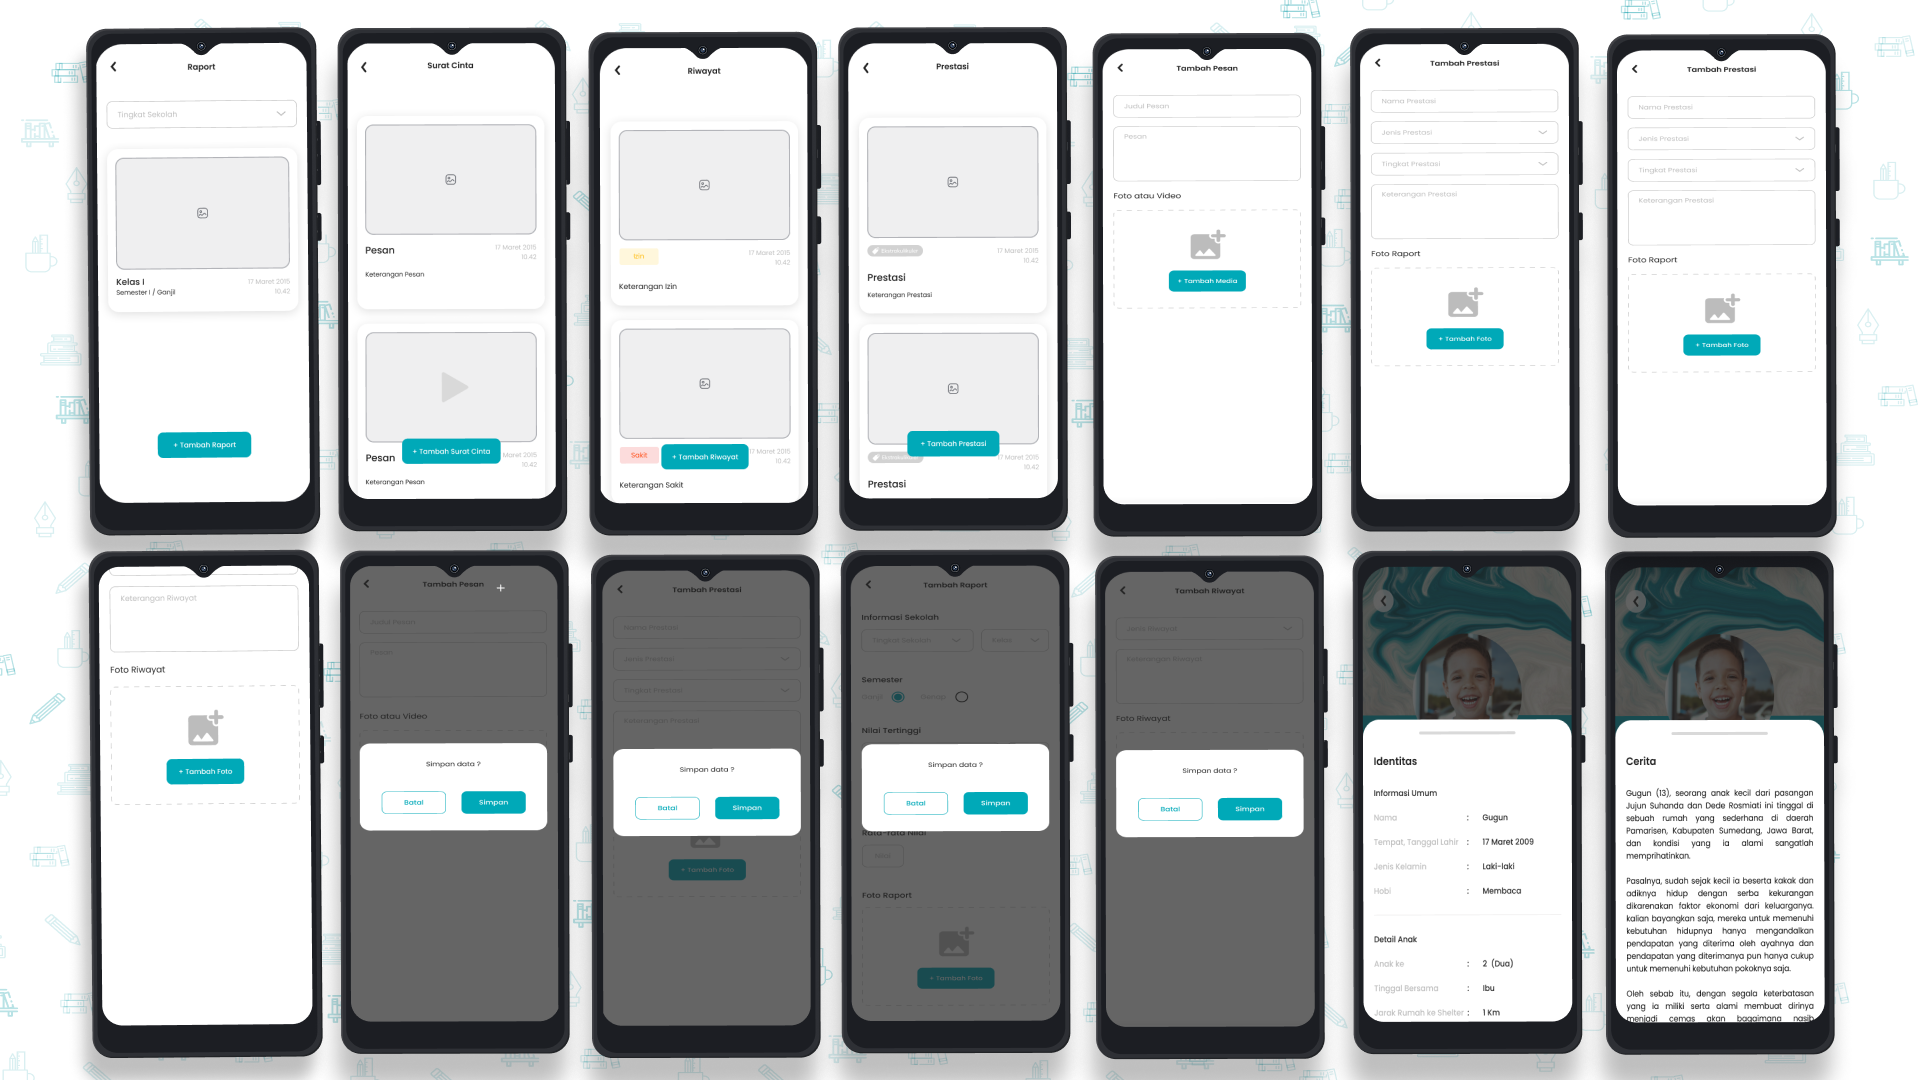 Raport
Tingkat Sekolah
Kelas I
17 Maret 2015
Semester I / Ganjil
10.42
+ Tambah Raport
Surat Cinta
Pesan
17 Maret 2015
10.42
Keterangan Pesan
Pesan
+ Tambah Surat Cinta
Maret 2015
10.42
Keterangan Pesan
Riwayat
Izin
17 Maret 2015
10.42
Keterangan Izin
Sakit
+ Tambah Riwayat
17 Maret 2015
10.42
Keterangan Sakit
Prestasi
17 Maret 2015
10.42
Prestasi
Keterangan Prestasi
+ Tambah Prestasi
17 Maret 2015
10.42
Prestasi
Tambah Pesan
Judul Pesan
Pesan
Foto atau Video
+ Tambah Media
Tambah Prestasi
Nama Prestasi
Jenis Prestasi
Tingkat Prestasi
Keterangan Prestasi
Foto Raport
+ Tambah Foto
Tambah Prestasi
Nama Prestasi
Jenis Prestasi
Tingkat Prestasi
Keterangan Prestasi
Foto Raport
+ Tambah Foto
Keterangan Riwayat
Foto Riwayat
+ Tambah Foto
Tambah Pesan
Judul Pesan
Pesan
Foto atau Video
Simpan data ?
Batal
Simpan
Tambah Prestasi
Nama Prestasi
Jenis Prestasi
Tingkat Prestasi
Keterangan Prestasi
Simpan data ?
Batal
Simpan
+ Tambah Foto
Tambah Raport
Informasi Sekolah
Tingkat Sekolah
Kelas
Semester
Ganjil
Genap
Nilai Tertinggi
Simpan data ?
Batal
Simpan
Rata-rata Nilai
Nilai
Foto Raport
+ Tambah Foto
Tambah Riwayat
Jenis Riwayat
Keterangan Riwayat
Foto Riwayat
Simpan data ?
Batal
Simpan
Identitas
Informasi Umum
Nama : Gugun
Tempat, Tanggal Lahir : 17 Maret 2009
Jenis Kelamin : Laki-laki
Hobi : Membaca
Detail Anak
Anak ke : 2 (Dua)
Tinggal Bersama : Ibu
Jarak Rumah ke Shelter : 1 Km
Cerita
Gugun (13), seorang anak kecil dari pasangan
Jujun Suhanda dan Dede Rosmiati ini tinggal di
sebuah rumah yang sederhana di daerah
Pamarisen, Kabupaten Sumedang, Jawa Barat,
dan kondisi yang ia alami sangatlah
memprihatinkan.
Pasalnya, sudah sejak kecil ia beserta kakak dan
adiknya hidup dengan serba kekurangan
dikarenakan faktor ekonomi dari keluarganya.
kalian bayangkan saja, mereka untuk memenuhi
kebutuhan hidupnya hanya mengandalkan
pendapatan yang diterima oleh ayahnya dan
pendapatan yang diterimanya pun hanya cukup
untuk memenuhi kebutuhan pokoknya saja.
Oleh sebab itu, dengan segala keterbatasan
yang ia miliki serta alami membuat dirinya
menjadi cemas akan bagaimana nasib